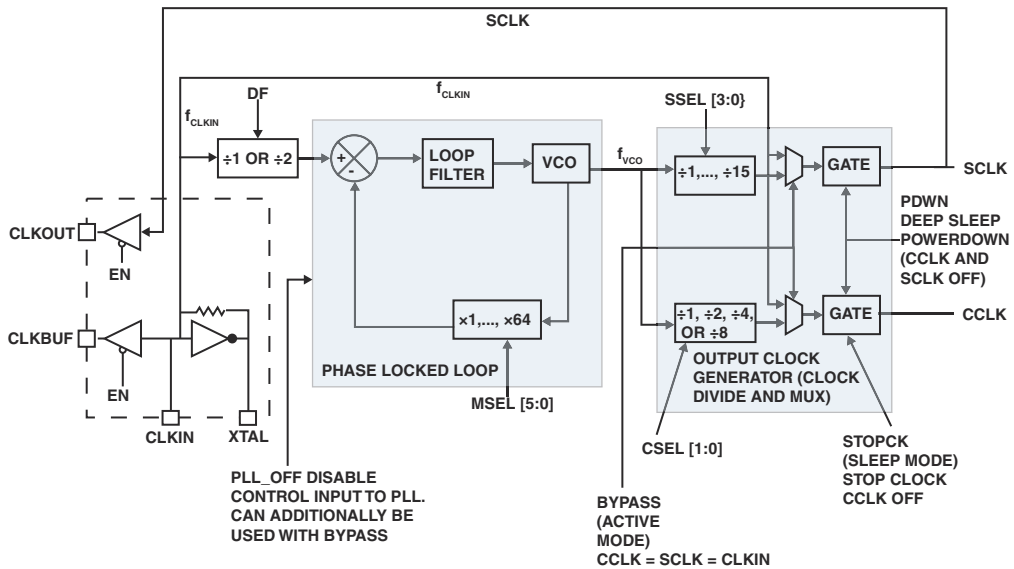 SCLK
f_CLKIN
DF
f_CLKIN
SSEL [3:0}
÷1 OR ÷2
+
-
LOOP
FILTER
VCO
f_VCO
÷1,..., ÷15
GATE
SCLK
PDWN
DEEP SLEEP
POWERDOWN
(CCLK AND
SCLK OFF)
CLKOUT
EN
CLKBUF
EN
CLKIN
XTAL
×1,..., ×64
PHASE LOCKED LOOP
MSEL [5:0]
÷1, ÷2, ÷4,
OR ÷8
GATE
CCLK
OUTPUT CLOCK
GENERATOR (CLOCK
DIVIDE AND MUX)
CSEL [1:0]
PLL_OFF DISABLE
CONTROL INPUT TO PLL.
CAN ADDITIONALLY BE
USED WITH BYPASS
BYPASS
(ACTIVE
MODE)
CCLK = SCLK = CLKIN
STOPCK
(SLEEP MODE)
STOP CLOCK
CCLK OFF